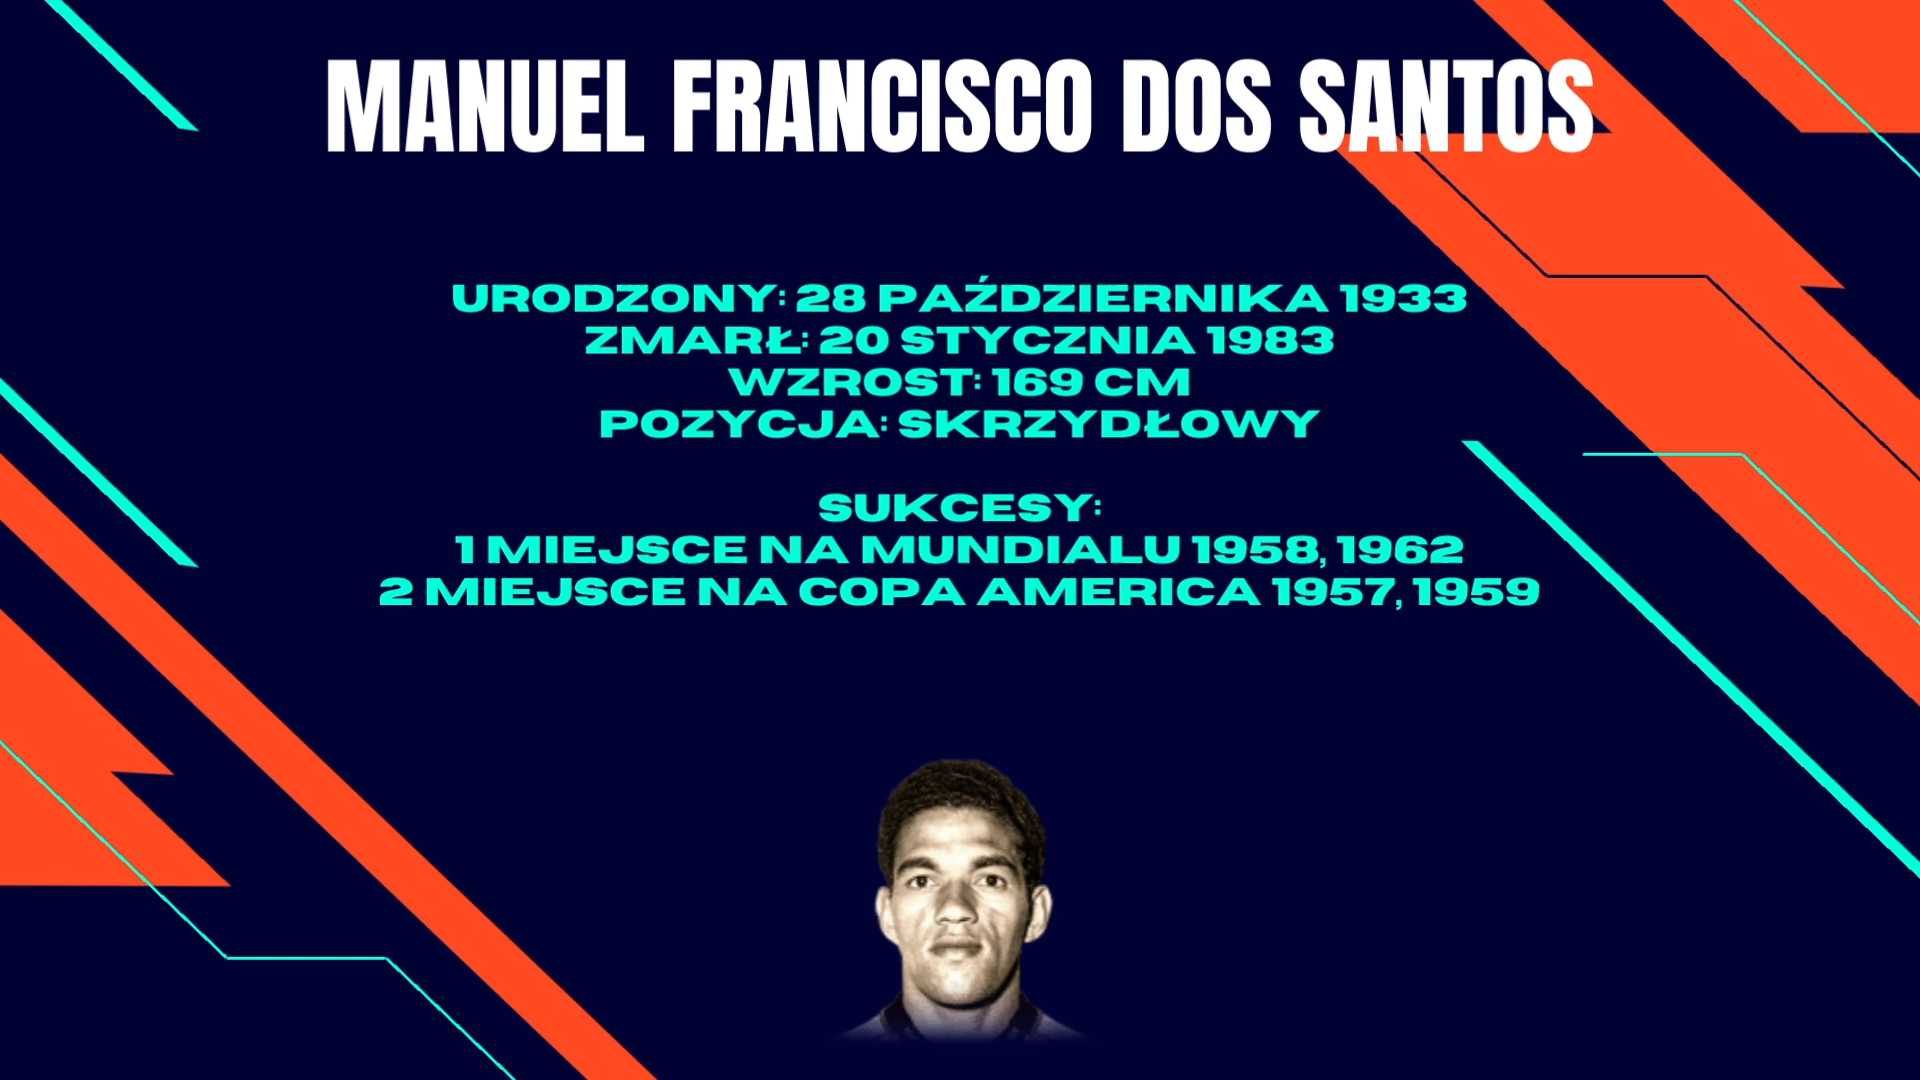 MANUEL FRANCISCO DOS SANTOS
URODZONY: 28 PAŹDZIERNIKA 1933
ZMARŁ: 20 STYCZNIA 1983
WZROST: 169 CM
POZYCJA: SKRZYDŁOWY
SUKCESY:
1 MIEJSCE NA MUNDIALU 1958, 1962
2 MIEJSCE NA COPA AMERICA 1957, 1959